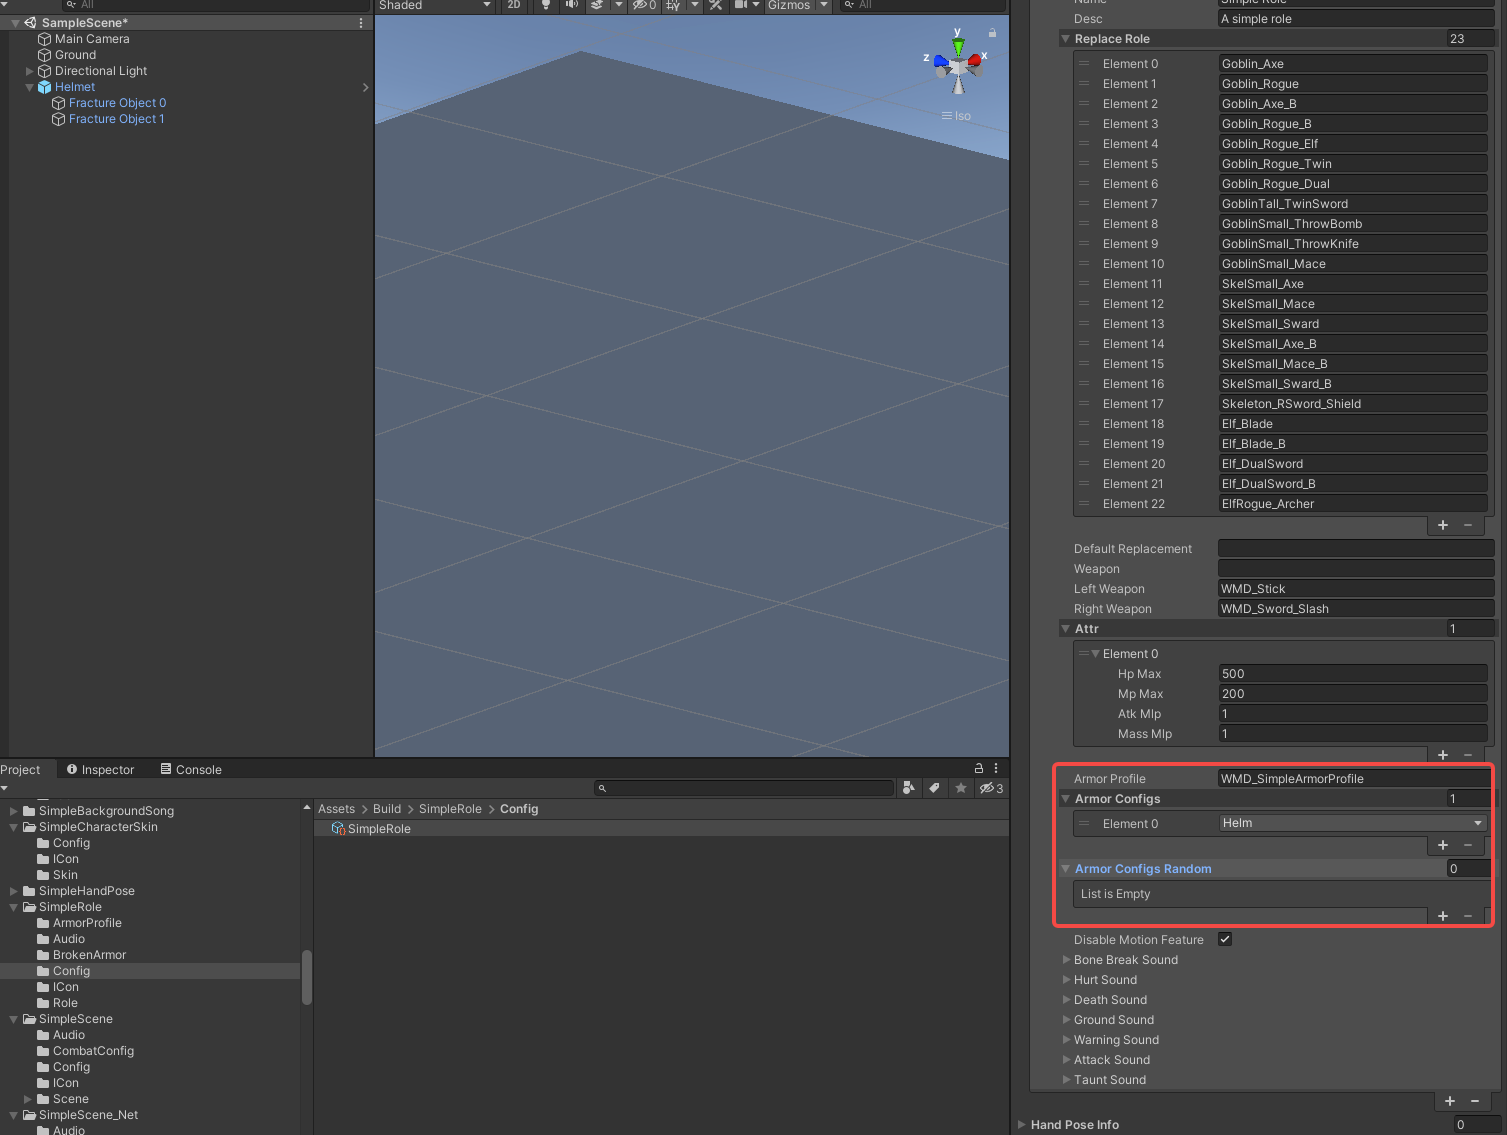 All
Shaded
2D
0
Gizmos
All
SampleScene*
Main Camera
Ground
Directional Light
Helmet
Fracture Object 0
Fracture Object 1
y
z
x
Iso
Name
Simple Role
Desc
A simple role
Replace Role
23
Element 0
Goblin_Axe
Element 1
Goblin_Rogue
Element 2
Goblin_Axe_B
Element 3
Goblin_Rogue_B
Element 4
Goblin_Rogue_Elf
Element 5
Goblin_Rogue_Twin
Element 6
Goblin_Rogue_Dual
Element 7
GoblinTall_TwinSword
Element 8
GoblinSmall_ThrowBomb
Element 9
GoblinSmall_ThrowKnife
Element 10
GoblinSmall_Mace
Element 11
SkelSmall_Axe
Element 12
SkelSmall_Mace
Element 13
SkelSmall_Sward
Element 14
SkelSmall_Axe_B
Element 15
SkelSmall_Mace_B
Element 16
SkelSmall_Sward_B
Element 17
Skeleton_RSword_Shield
Element 18
Elf_Blade
Element 19
Elf_Blade_B
Element 20
Elf_DualSword
Element 21
Elf_DualSword_B
Element 22
ElfRogue_Archer
+ −
Default Replacement
Weapon
Left Weapon
WMD_Stick
Right Weapon
WMD_Sword_Slash
Attr
1
Element 0
Hp Max
500
Mp Max
200
Atk Mlp
1
Mass Mlp
1
+ −
Armor Profile
WMD_SimpleArmorProfile
Armor Configs
1
Element 0
Helm
+ −
Armor Configs Random
0
List is Empty
+ −
Disable Motion Feature
Bone Break Sound
Hurt Sound
Death Sound
Ground Sound
Warning Sound
Attack Sound
Taunt Sound
+ −
Hand Pose Info
0
Project
Inspector
Console
3
SimpleBackgroundSong
SimpleCharacterSkin
Config
ICon
Skin
SimpleHandPose
SimpleRole
ArmorProfile
Audio
BrokenArmor
Config
ICon
Role
SimpleScene
Audio
CombatConfig
Config
ICon
Scene
SimpleScene_Net
Audio
Assets > Build > SimpleRole > Config
SimpleRole